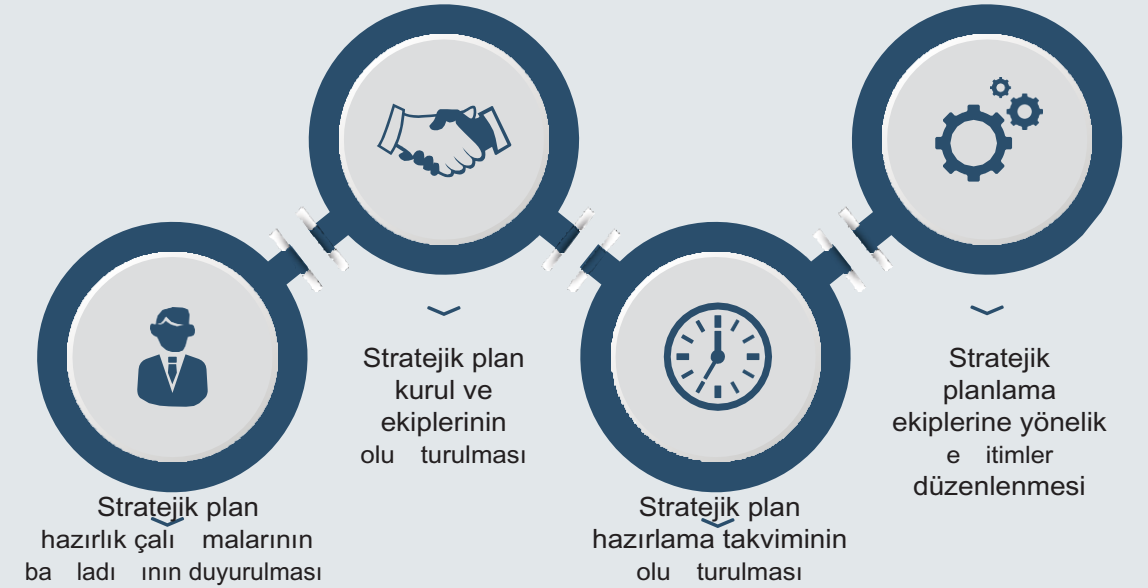 Stratejik plan
hazırlık çalı malarının
ba ladı ının duyurulması
Stratejik plan
kurul ve
ekiplerinin
olu turulması
Stratejik plan
hazırlama takviminin
olu turulması
Stratejik
planlama
ekiplerine yönelik
e itimler
düzenlenmesi